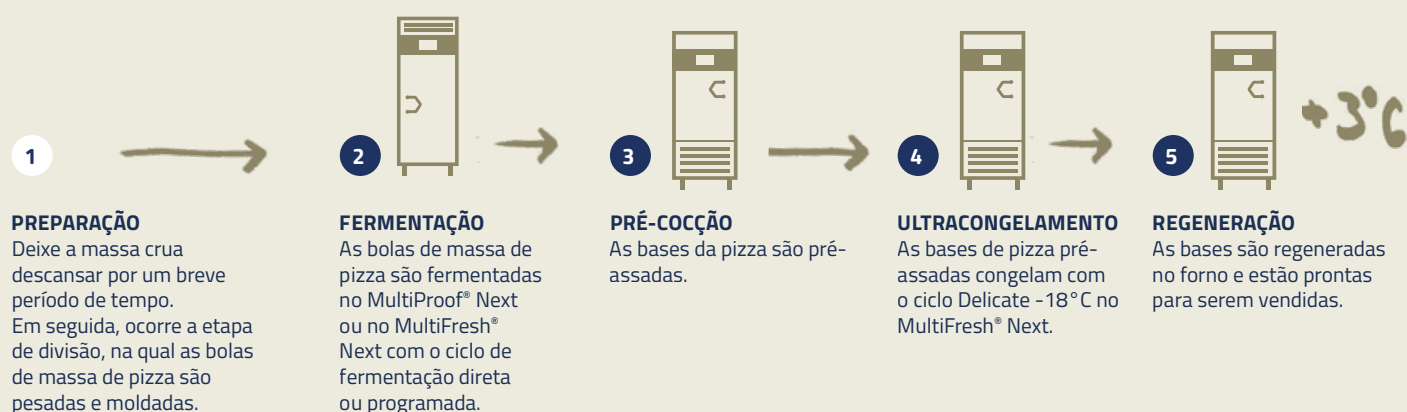 1
PREPARAÇÃO
Deixe a massa crua
descansar por um breve
período de tempo.
Em seguida, ocorre a etapa
de divisão, na qual as bolas
de massa de pizza são
pesadas e moldadas.
2
FERMENTAÇÃO
As bolas de massa de
pizza são fermentadas
no MultiProof® Next
ou no MultiFresh®
Next com o ciclo de
fermentação direta
ou programada.
3
PRÉ-COCÇÃO
As bases da pizza são pré-
assadas.
4
ULTRACONGELAMENTO
As bases de pizza pré-
assadas congelam com
o ciclo Delicate -18°C no
MultiFresh® Next.
5
REGENERAÇÃO
As bases são regeneradas
no forno e estão prontas
para serem vendidas.
+3°C